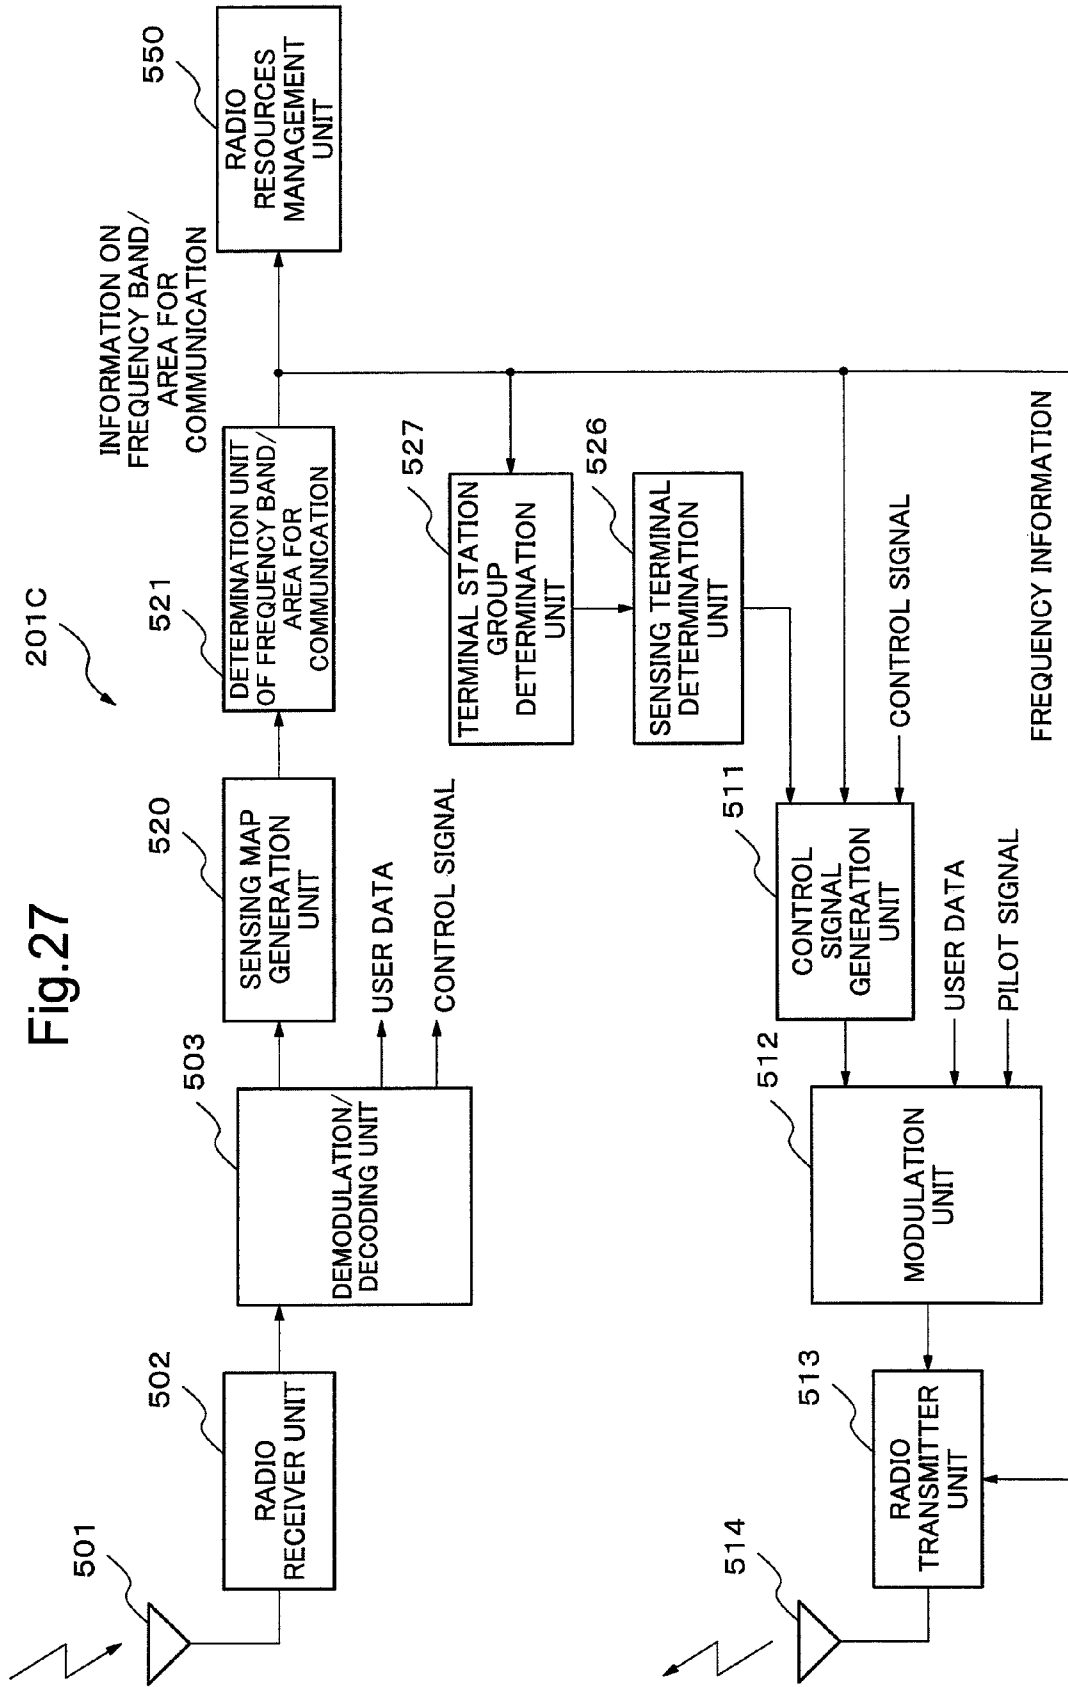 Fig.27
201C
501
502
RADIO
RECEIVER UNIT
503
DEMODULATION/
DECODING UNIT
USER DATA
CONTROL SIGNAL
520
SENSING MAP
GENERATION
UNIT
521
DETERMINATION UNIT
OF FREQUENCY BAND/
AREA FOR
COMMUNICATION
INFORMATION ON
FREQUENCY BAND/
AREA FOR
COMMUNICATION
550
RADIO
RESOURCES
MANAGEMENT
UNIT
527
TERMINAL STATION
GROUP
DETERMINATION
UNIT
526
SENSING TERMINAL
DETERMINATION
UNIT
514
513
RADIO
TRANSMITTER
UNIT
512
MODULATION
UNIT
511
CONTROL
SIGNAL
GENERATION
UNIT
CONTROL SIGNAL
USER DATA
PILOT SIGNAL
FREQUENCY INFORMATION